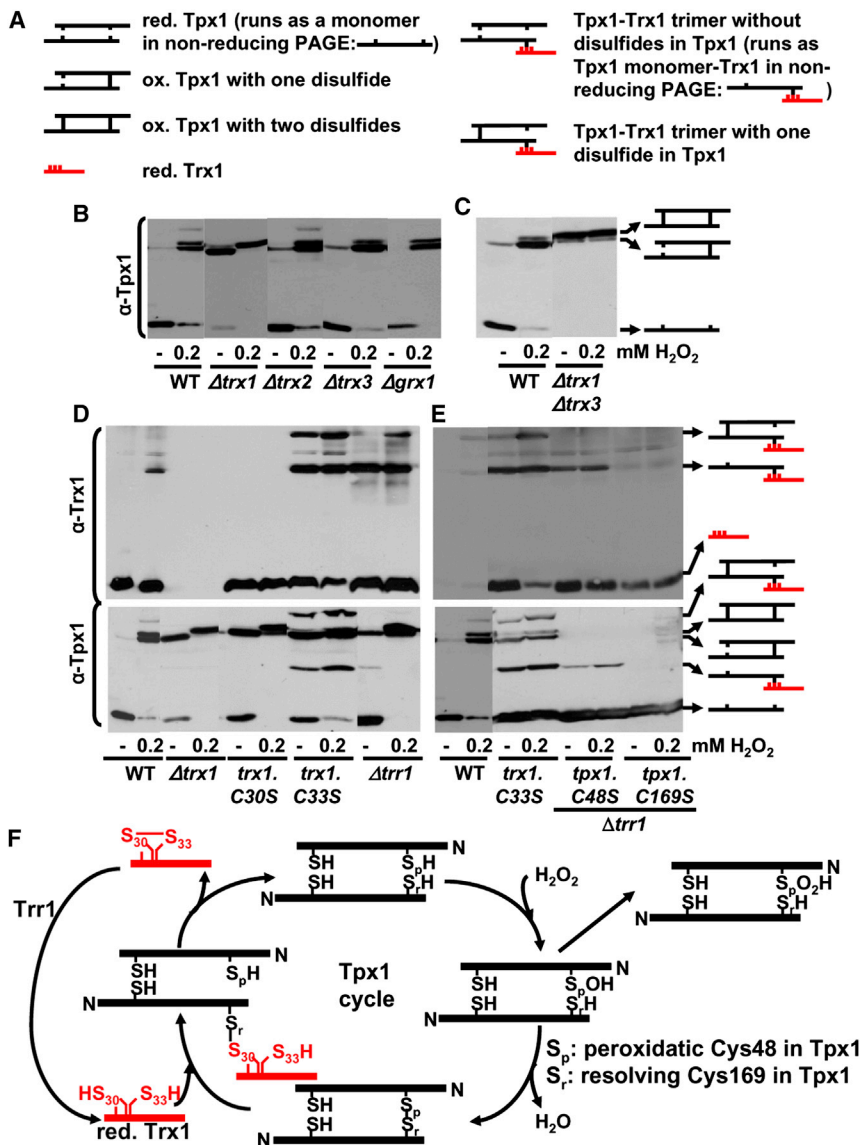 A
red. Tpx1 (runs as a monomer
in non-reducing PAGE: )
ox. Tpx1 with one disulfide
ox. Tpx1 with two disulfides
red. Trx1
Tpx1-Trx1 trimer without
disulfides in Tpx1 (runs as
Tpx1 monomer-Trx1 in non-
reducing PAGE: )
Tpx1-Trx1 trimer with one
disulfide in Tpx1
B
α-Tpx1
- 0.2 - 0.2 - 0.2 - 0.2 - 0.2
WT Δtrx1 Δtrx2 Δtrx3 Δgrx1
C
- 0.2 - 0.2 mM H2O2
WT Δtrx1
Δtrx3
D
α-Trx1
α-Tpx1
- 0.2 - 0.2 - 0.2 - 0.2 - 0.2
WT Δtrx1 trx1. trx1. Δtrr1
C30S C33S
E
- 0.2 - 0.2 - 0.2 - 0.2 mM H2O2
WT trx1. tpx1. tpx1.
C33S C48S C169S
Δtrr1
F
S30 S33
Trr1
HS30 S33H
red. Trx1
N
SH SpH
SH SrH
N
H2O2
N
SH SpO2H
SH SrH
N
N
SH SpOH
SH SrH
N
H2O
N
SH Sp
SH Sr
N
N
SH SpH
SH
N
Sr
S30 S33H
Tpx1
cycle
Sp: peroxidatic Cys48 in Tpx1
Sr: resolving Cys169 in Tpx1